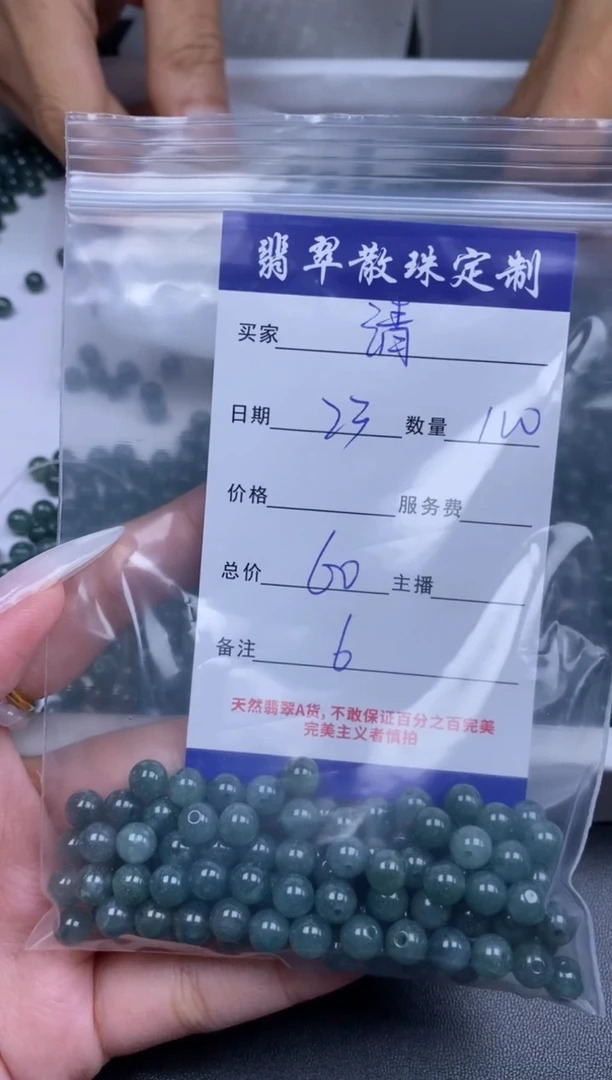 翡翠散珠定制
买家 清
日期 23 数量 110
价格 服务费
总价 60 主播
备注 6
天然翡翠A货,不敢保证百分之百完美
完美主义者慎拍